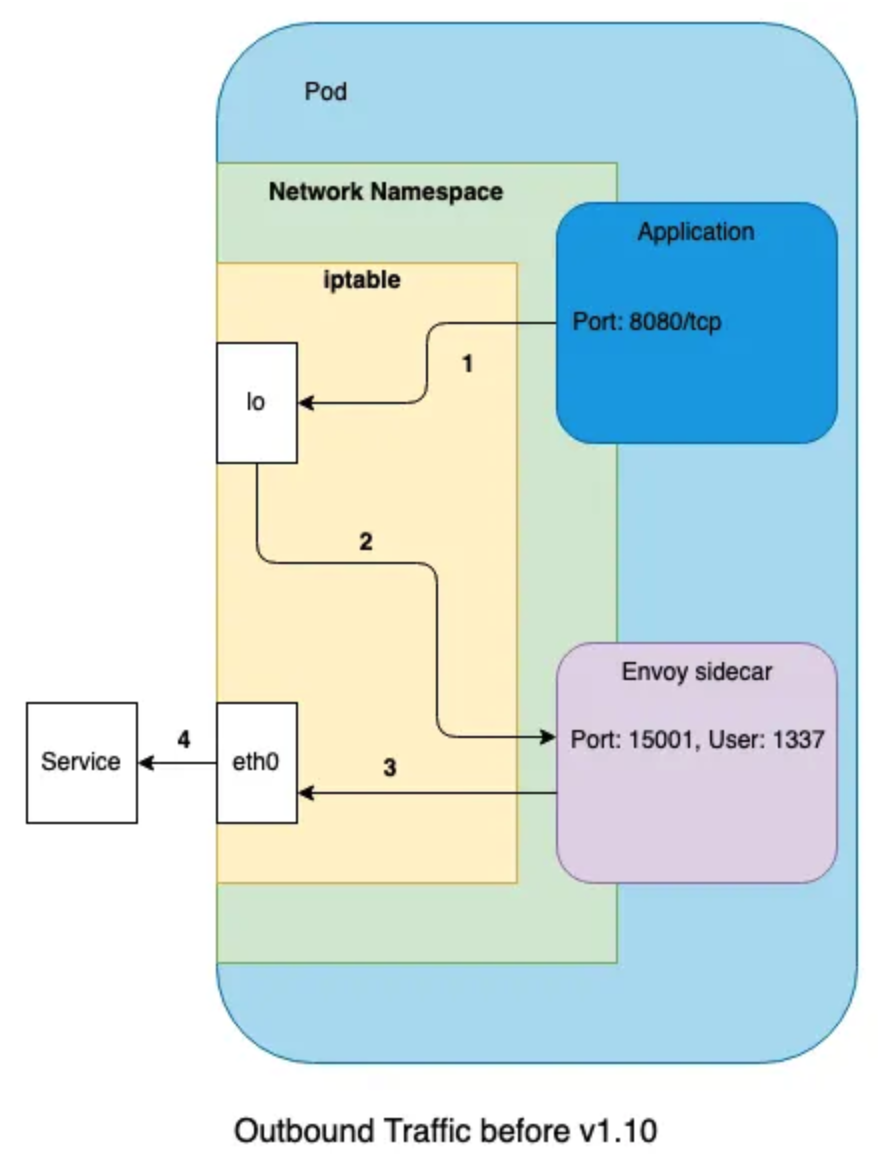 Pod
Network Namespace
Application
iptable
Port: 8080/tcp
1
lo
2
Envoy sidecar
Port: 15001, User: 1337
4
Service
eth0
3
Outbound Traffic before v1.10